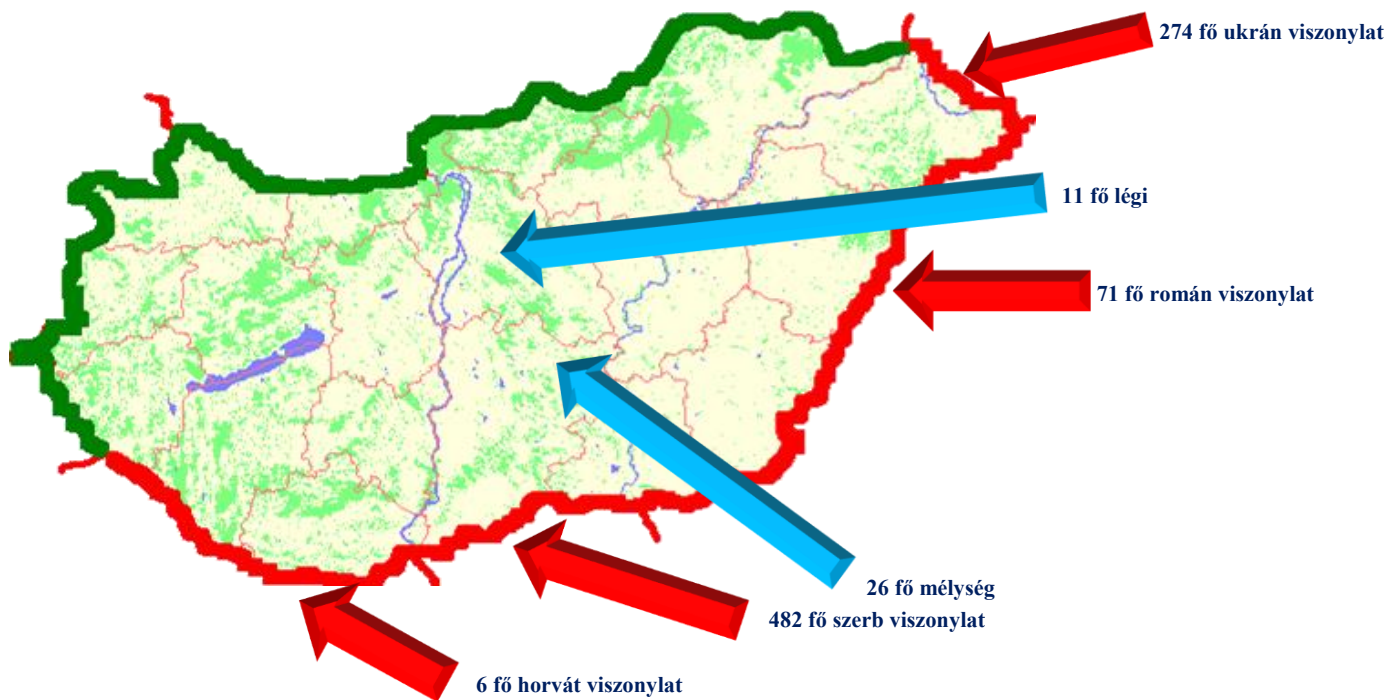 274 fő ukrán viszonylat
11 fő légi
71 fő román viszonylat
26 fő mélység
482 fő szerb viszonylat
6 fő horvát viszonylat